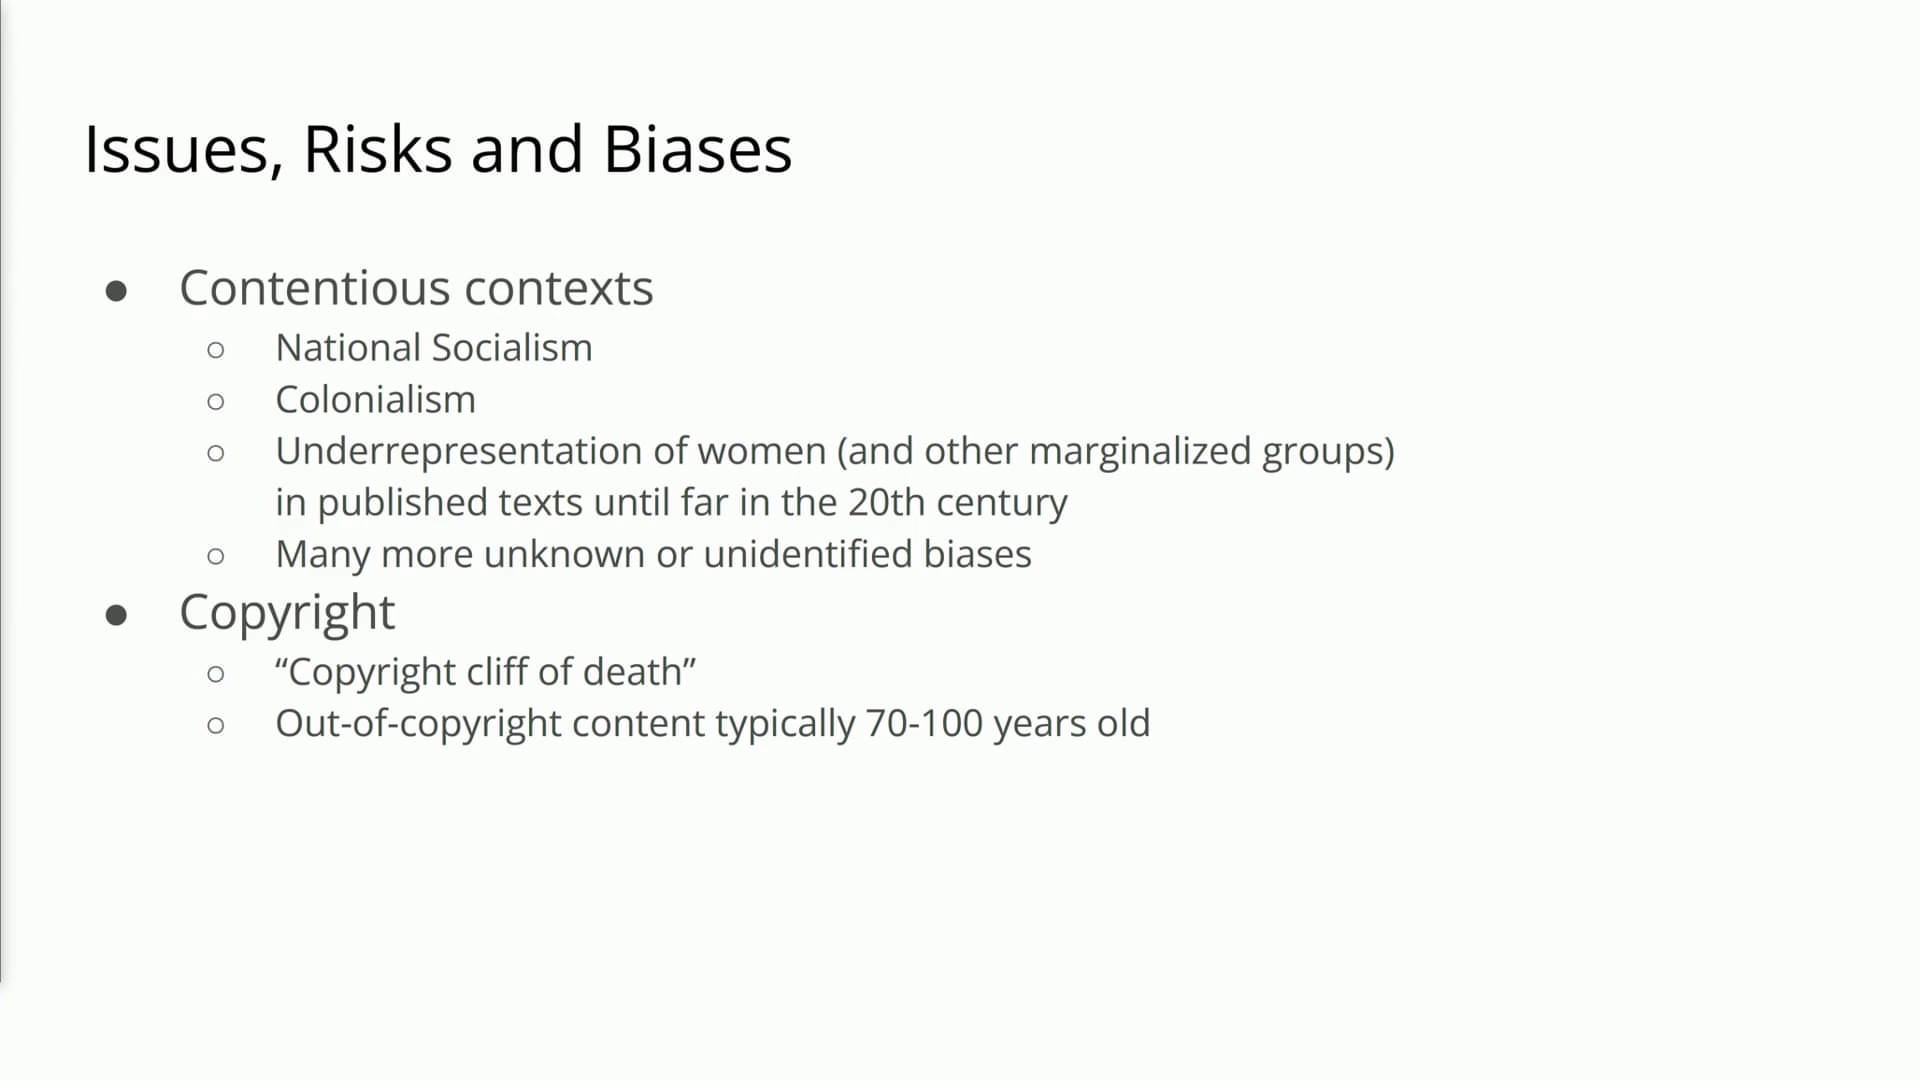 Issues, Risks and Biases
● Contentious contexts
○ National Socialism
○ Colonialism
○ Underrepresentation of women (and other marginalized groups)
in published texts until far in the 20th century
○ Many more unknown or unidentified biases
● Copyright
○ “Copyright cliff of death”
○ Out-of-copyright content typically 70-100 years old